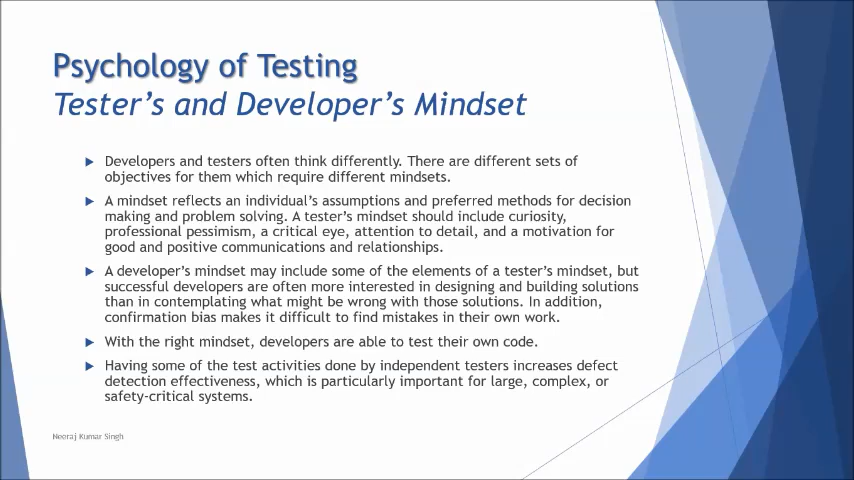 Psychology of Testing
Tester's and Developer's Mindset
Developers and testers often think differently. There are different sets of
objectives for them which require different mindsets.
A mindset reflects an individual's assumptions and preferred methods for decision
making and problem solving. A tester's mindset should include curiosity,
professional pessimism, a critical eye, attention to detail, and a motivation for
good and positive communications and relationships.
A developer's mindset may include some of the elements of a tester's mindset, but
successful developers are often more interested in designing and building solutions
than in contemplating what might be wrong with those solutions. In addition,
confirmation bias makes it difficult to find mistakes in their own work.
With the right mindset, developers are able to test their own code.
Having some of the test activities done by independent testers increases defect
detection effectiveness, which is particularly important for large, complex, or
safety-critical systems.
Neeraj Kumar Singh